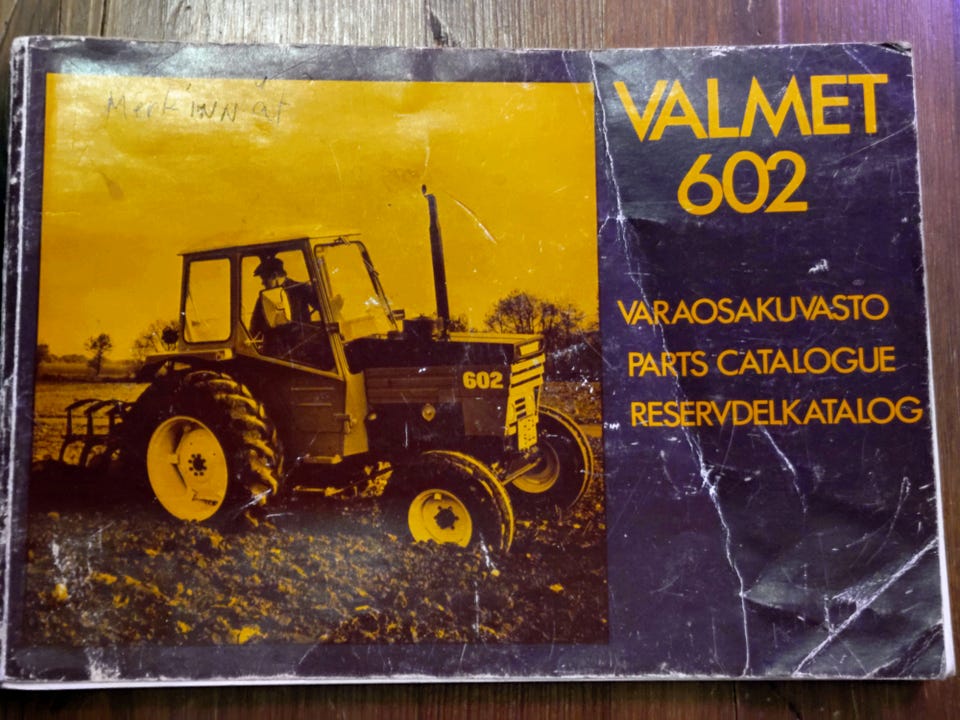 Merkinnät
VALMET
602
VARAOSAKUVASTO
PARTS CATALOGUE
RESERVDELKATALOG
602